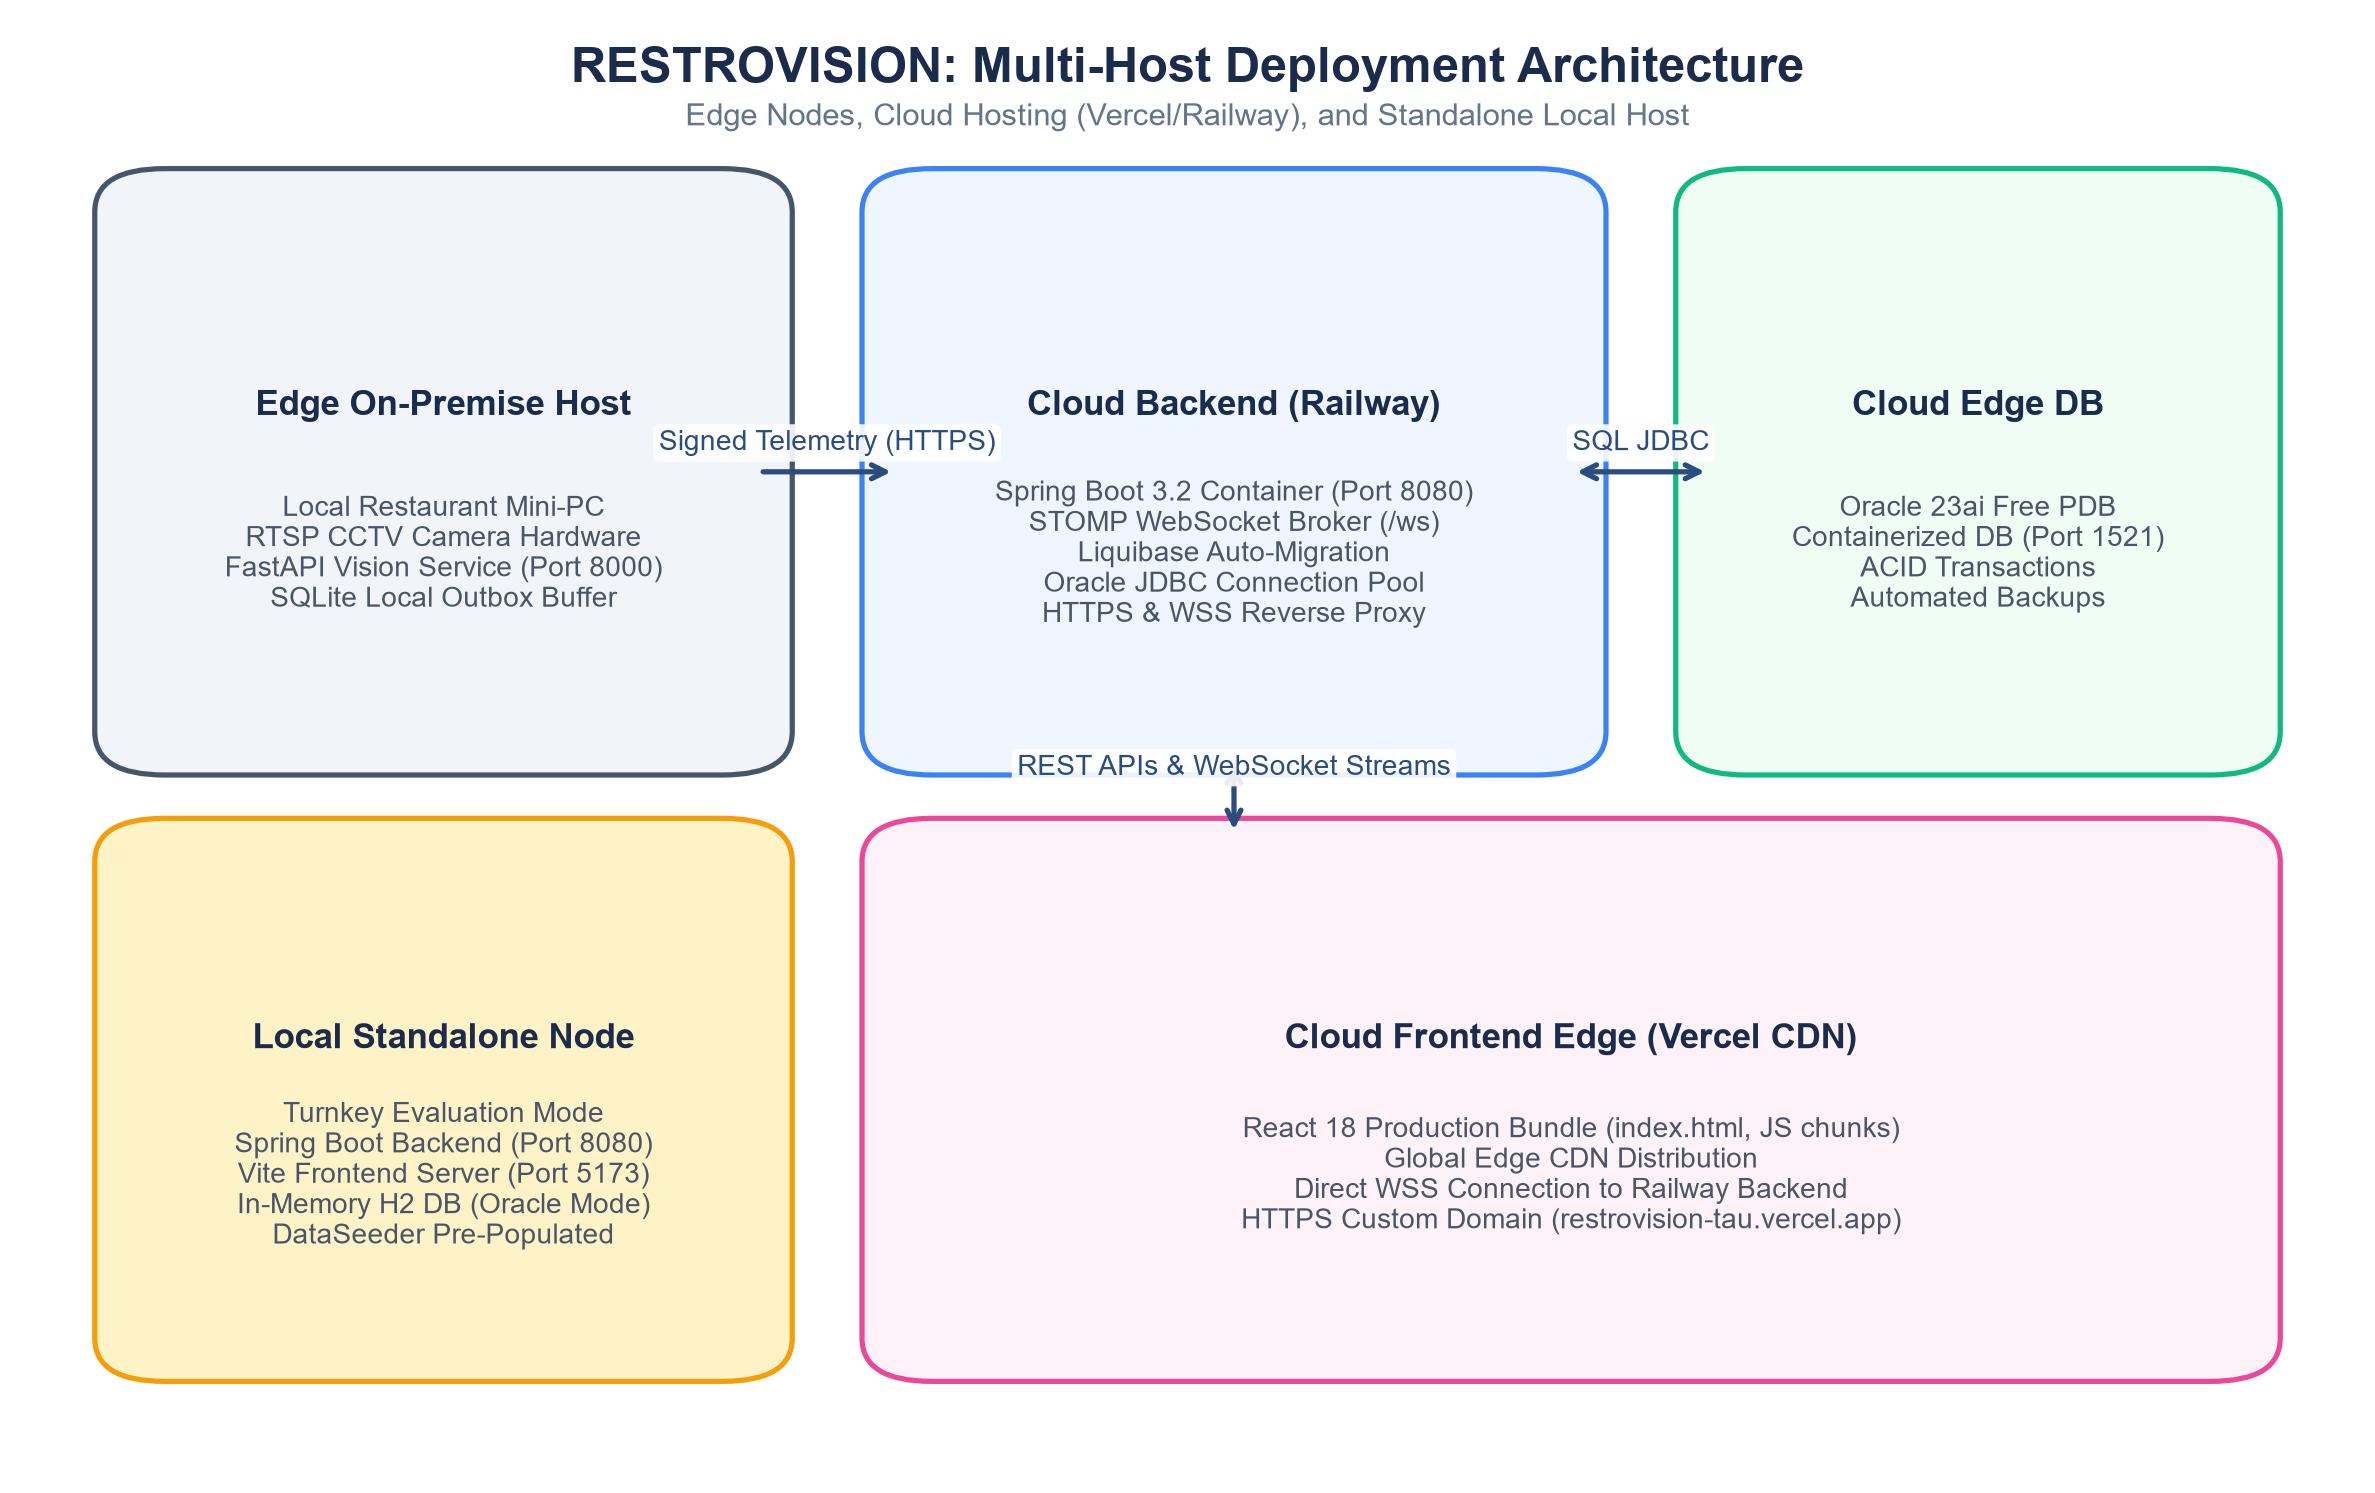 RESTROVISION: Multi-Host Deployment Architecture
Edge Nodes, Cloud Hosting (Vercel/Railway), and Standalone Local Host
Edge On-Premise Host
Local Restaurant Mini-PC
RTSP CCTV Camera Hardware
FastAPI Vision Service (Port 8000)
SQLite Local Outbox Buffer
Signed Telemetry (HTTPS)
Cloud Backend (Railway)
Spring Boot 3.2 Container (Port 8080)
STOMP WebSocket Broker (/ws)
Liquibase Auto-Migration
Oracle JDBC Connection Pool
HTTPS & WSS Reverse Proxy
SQL JDBC
Cloud Edge DB
Oracle 23ai Free PDB
Containerized DB (Port 1521)
ACID Transactions
Automated Backups
REST APIs & WebSocket Streams
Local Standalone Node
Turnkey Evaluation Mode
Spring Boot Backend (Port 8080)
Vite Frontend Server (Port 5173)
In-Memory H2 DB (Oracle Mode)
DataSeeder Pre-Populated
Cloud Frontend Edge (Vercel CDN)
React 18 Production Bundle (index.html, JS chunks)
Global Edge CDN Distribution
Direct WSS Connection to Railway Backend
HTTPS Custom Domain (restrovision-tau.vercel.app)